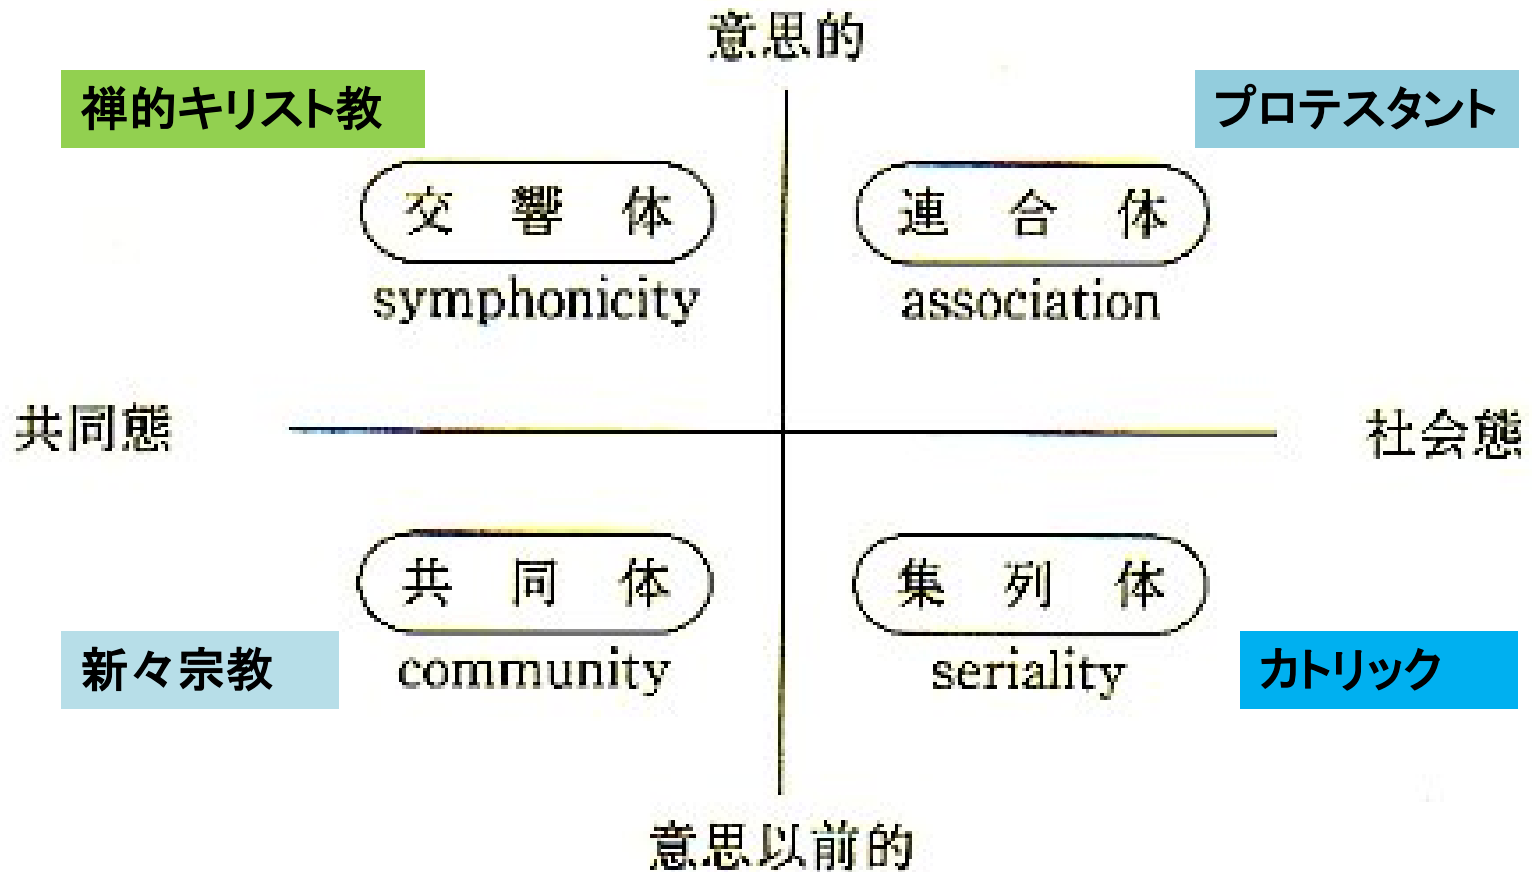 意思的
禅的キリスト教
プロテスタント
交響体
連合体
symphonicity
association
共同態
社会態
共同体
集列体
新々宗教
community
seriality
カトリック
意思以前的